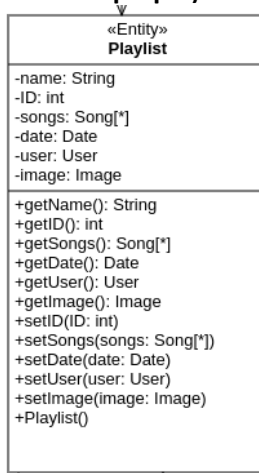 «Entity»
Playlist
-name: String
-ID: int
-songs: Song[*]
-date: Date
-user: User
-image: Image
+getName(): String
+getID(): int
+getSongs(): Song[*]
+getDate(): Date
+getUser(): User
+getImage(): Image
+setID(ID: int)
+setSongs(songs: Song[*])
+setDate(date: Date)
+setUser(user: User)
+setImage(image: Image)
+Playlist()